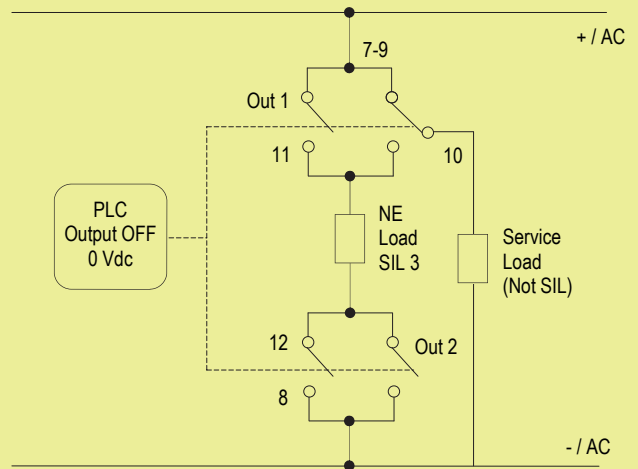 + / AC
7-9
Out 1
11
10
PLC
Output OFF
0 Vdc
NE
Load
SIL 3
Service
Load
(Not SIL)
12
Out 2
8
- / AC